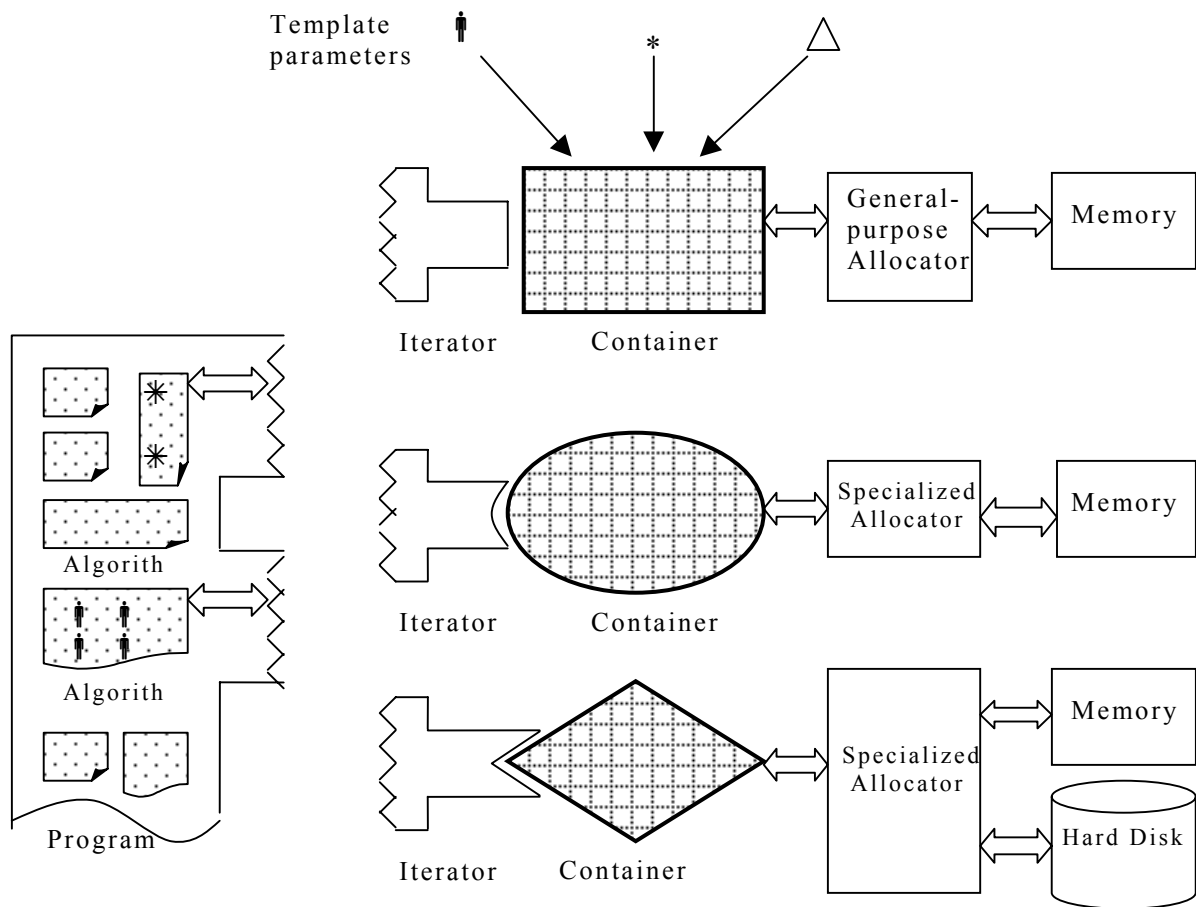 Template
parameters
*
General-
purpose
Allocator
Memory
Iterator
Container
Specialized
Allocator
Memory
Algorith
Iterator
Container
Algorith
Memory
Specialized
Allocator
Program
Hard Disk
Iterator
Container